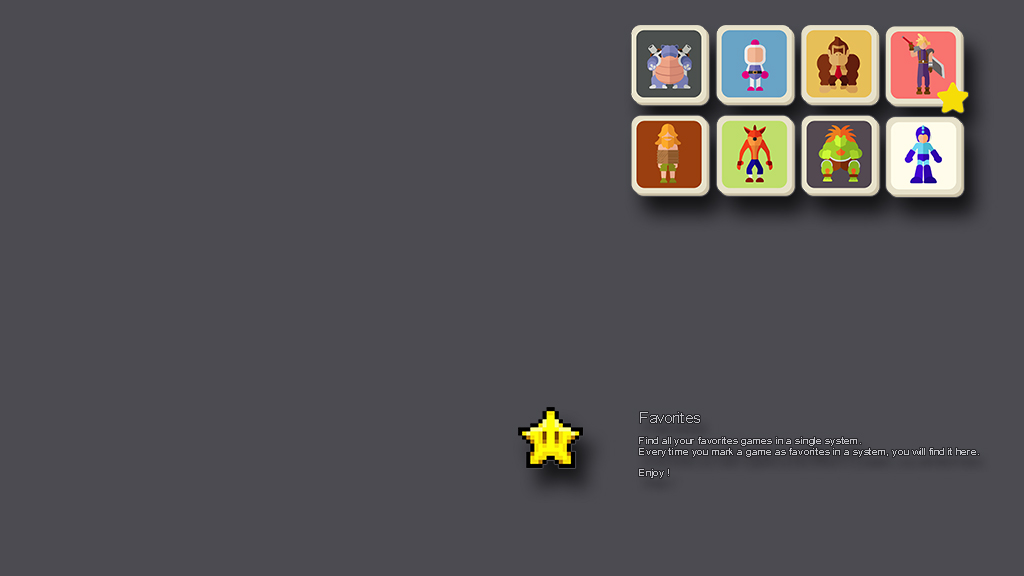 Favorites
Find all your favorites games in a single system.
Every time you mark a game as favorites in a system, you will find it here.
Enjoy !